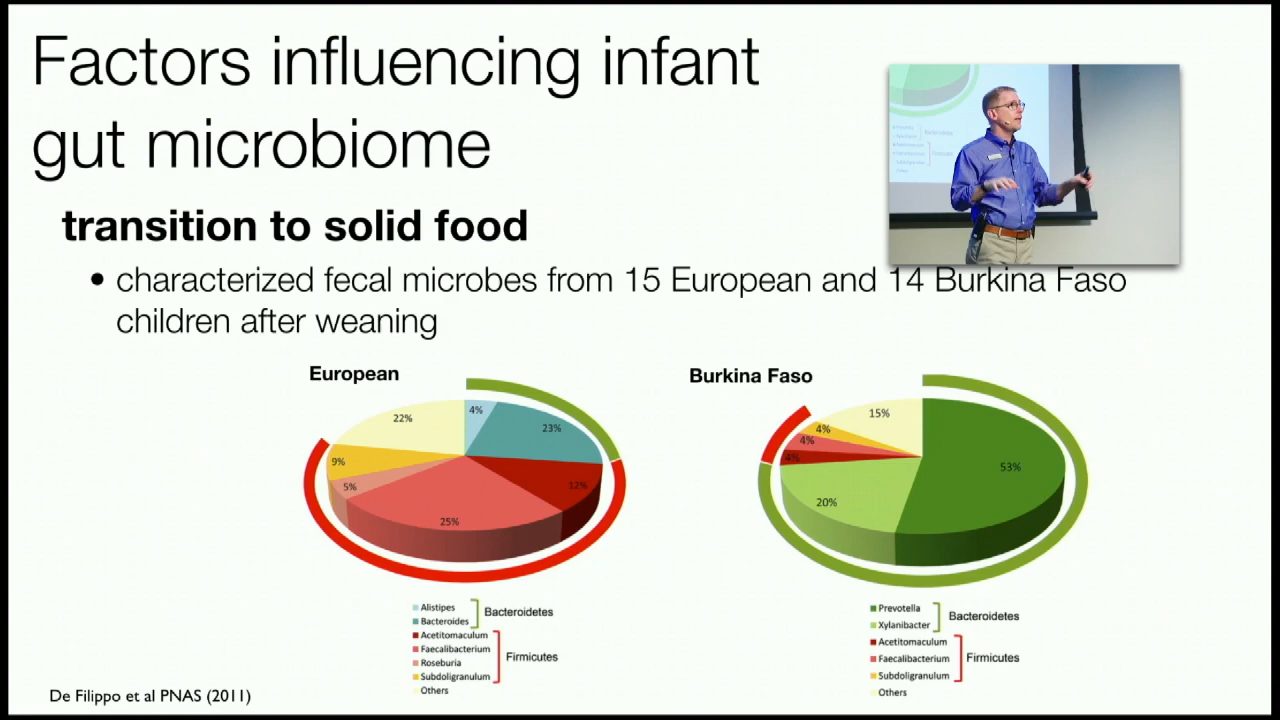 Factors influencing infant
gut microbiome
transition to solid food
• characterized fecal microbes from 15 European and 14 Burkina Faso
children after weaning
European
4%
23%
12%
25%
5%
9%
22%
Alistipes
Bacteroides
Bacteroidetes
Acetitomaculum
Faecalibacterium
Roseburia
Subdoligranulum
Firmicutes
Others
Burkina Faso
53%
20%
4%
4%
4%
15%
Prevotella
Xylanibacter
Bacteroidetes
Acetitomaculum
Faecalibacterium
Subdoligranulum
Firmicutes
Others
De Filippo et al PNAS (2011)